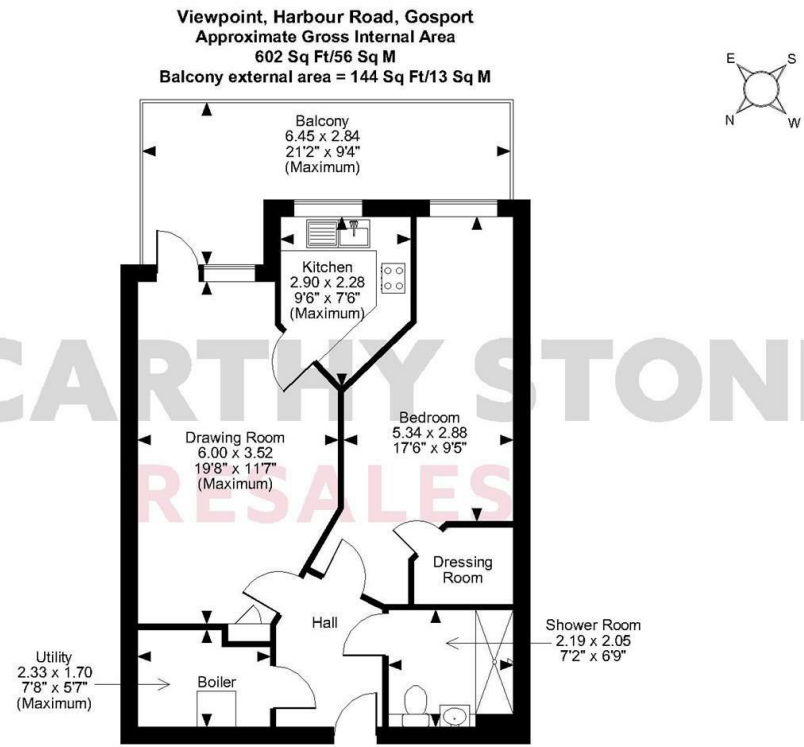 Viewpoint, Harbour Road, Gosport
Approximate Gross Internal Area
602 Sq Ft/56 Sq M
Balcony external area = 144 Sq Ft/13 Sq M
E
S
N
W
Balcony
6.45 x 2.84
21'2" x 9'4"
(Maximum)
Kitchen
2.90 x 2.28
9'6" x 7'6"
(Maximum)
CARTHY STONE
RESALES
Drawing Room
6.00 x 3.52
19'8" x 11'7"
(Maximum)
Bedroom
5.34 x 2.88
17'6" x 9'5"
Dressing
Room
Hall
Shower Room
2.19 x 2.05
7'2" x 6'9"
Utility
2.33 x 1.70
7'8" x 5'7"
(Maximum)
Boiler